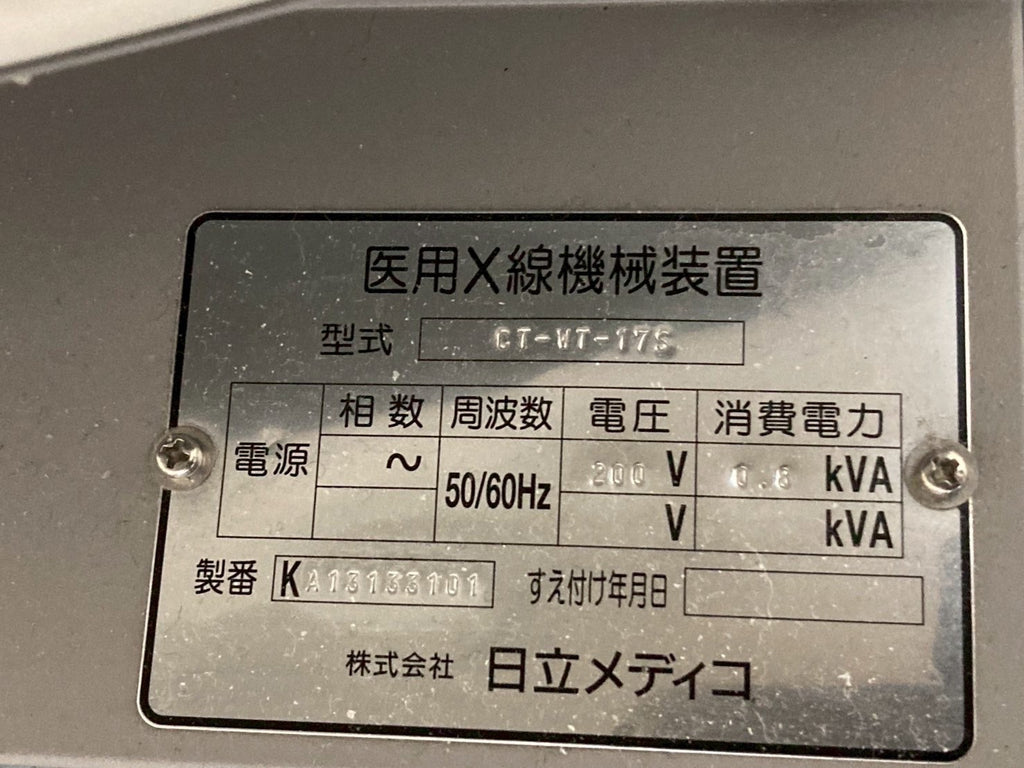 医用X線機械装置
型式 CT-WT-17S
電源 相数 周波数 電圧 消費電力
~ 50/60Hz 200 V 0.6 kVA
V kVA
製番 KA13133101 すえ付け年月日
株式会社 日立メディコ